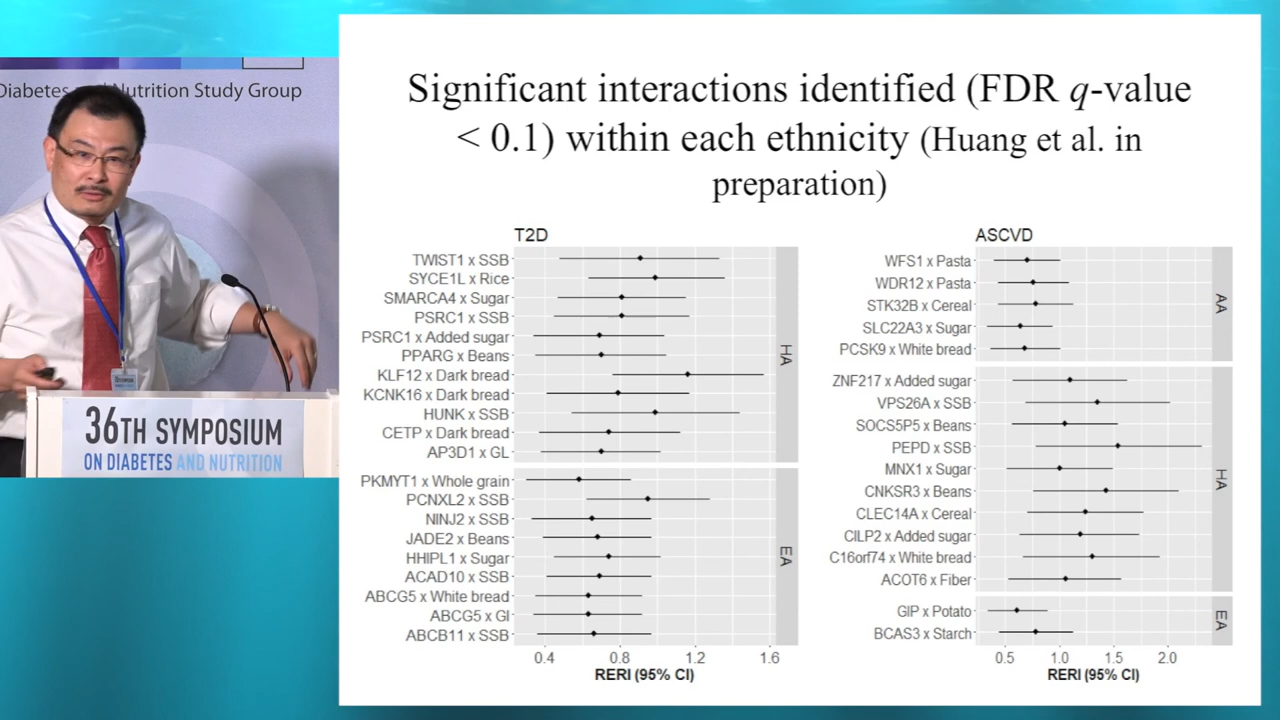 Diabetes and Nutrition Study Group
36TH SYMPOSIUM
ON DIABETES AND NUTRITION
Significant interactions identified (FDR q-value
< 0.1) within each ethnicity (Huang et al. in
preparation)
T2D
TWIST1 x SSB
SYCE1L x Rice
SMARCA4 x Sugar
PSRC1 x SSB
PSRC1 x Added sugar
PPARG x Beans
KLF12 x Dark bread
KCNK16 x Dark bread
HUNK x SSB
CETP x Dark bread
AP3D1 x GL
HA
PKMYT1 x Whole grain
PCNXL2 x SSB
NINJ2 x SSB
JADE2 x Beans
HHIPL1 x Sugar
ACAD10 x SSB
ABCG5 x White bread
ABCG5 x GI
ABCB11 x SSB
EA
0.4 0.8 1.2 1.6
RERI (95% CI)
ASCVD
WFS1 x Pasta
WDR12 x Pasta
STK32B x Cereal
SLC22A3 x Sugar
PCSK9 x White bread
AA
ZNF217 x Added sugar
VPS26A x SSB
SOCS5P5 x Beans
PEPD x SSB
MNX1 x Sugar
CNKSR3 x Beans
CLEC14A x Cereal
CILP2 x Added sugar
C16orf74 x White bread
ACOT6 x Fiber
HA
GIP x Potato
BCAS3 x Starch
EA
0.5 1.0 1.5 2.0
RERI (95% CI)